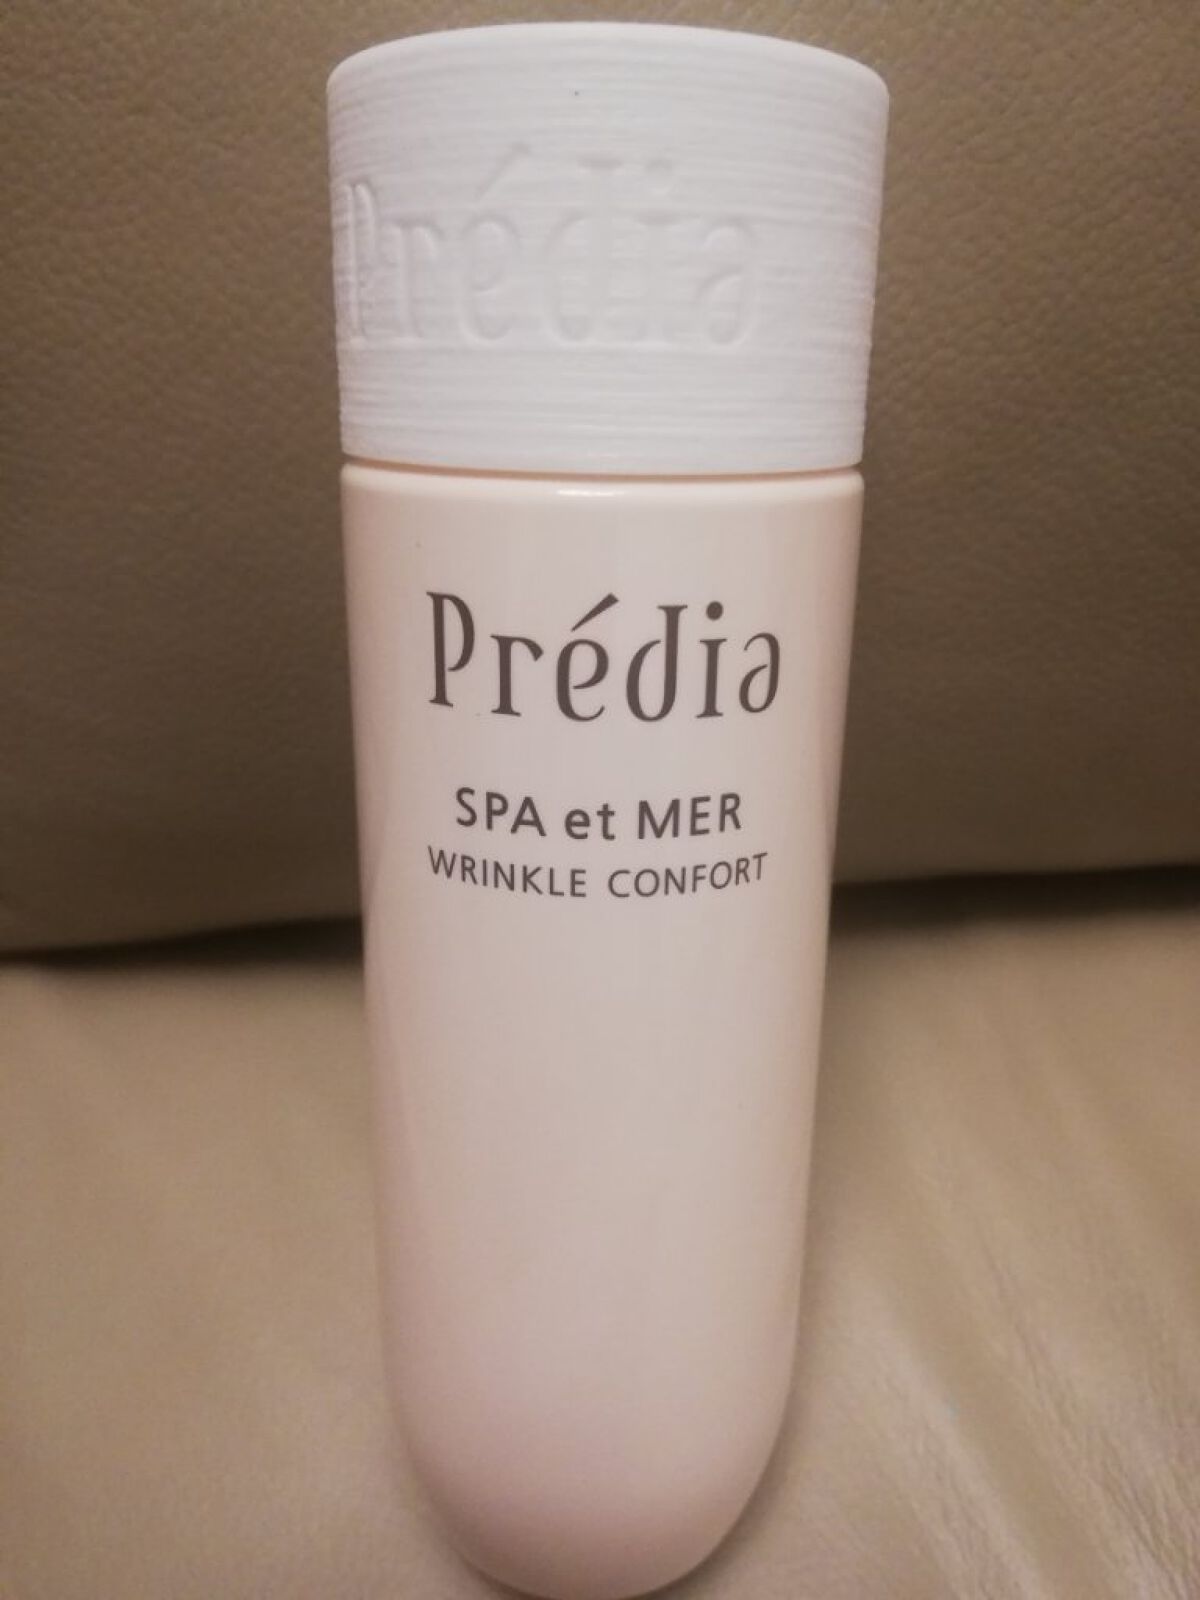 Prédia
Prédia
SPA et MER
WRINKLE CONFORT